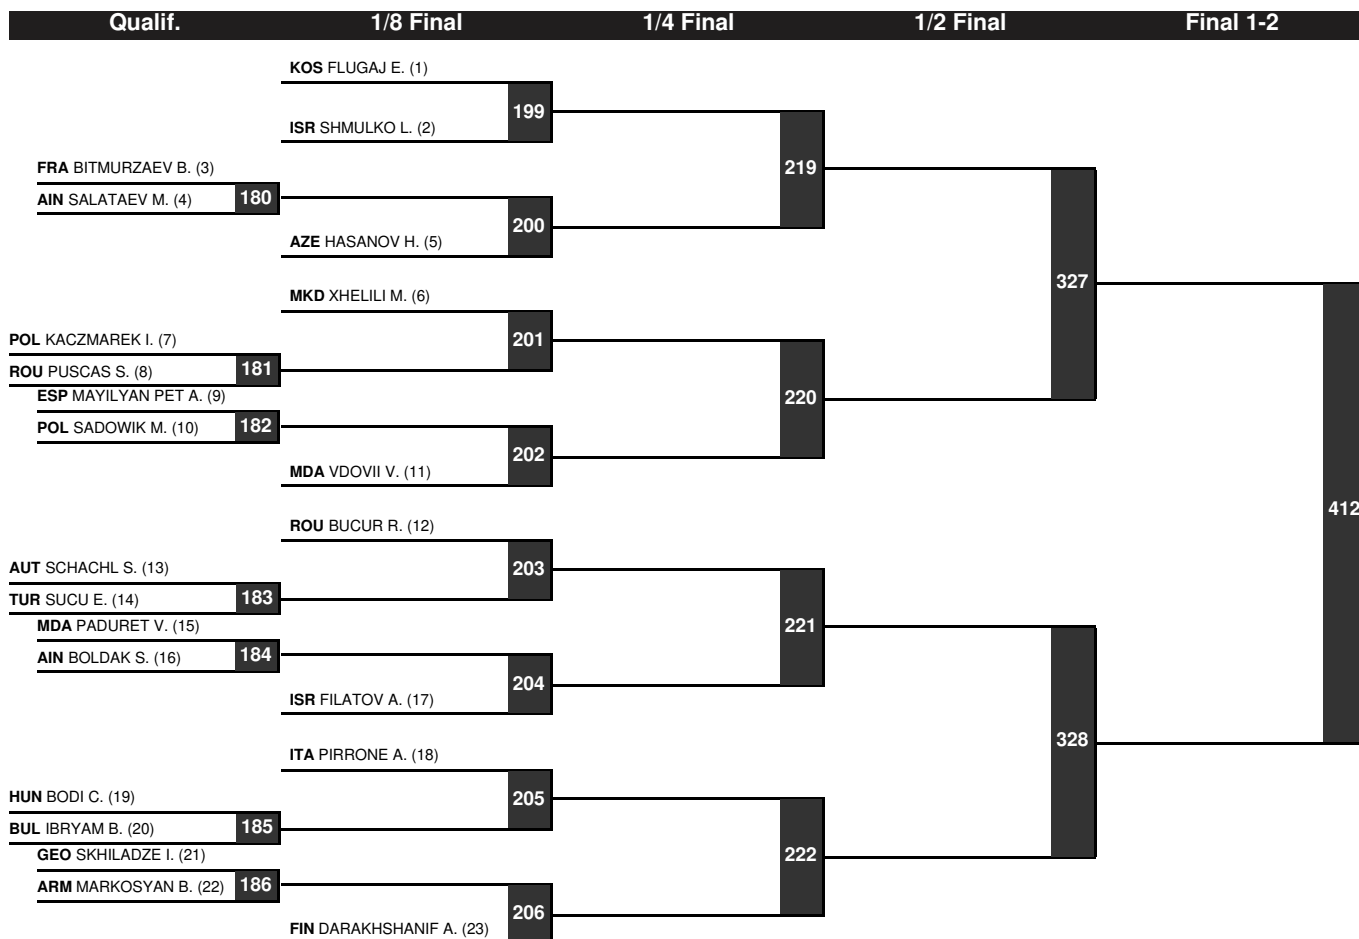 Qualif. 1/8 Final 1/4 Final 1/2 Final Final 1-2
KOS FLUGAJ E. (1)
199
ISR SHMULKO L. (2)
FRA BITMURZAEV B. (3)
219
AIN SALATAEV M. (4) 180
200
AZE HASANOV H. (5)
327
MKD XHELILI M. (6)
POL KACZMAREK I. (7)
201
ROU PUSCAS S. (8) 181
ESP MAYILYAN PET A. (9)
220
POL SADOWIK M. (10) 182
202
MDA VDOVII V. (11)
412
ROU BUCUR R. (12)
AUT SCHACHL S. (13)
203
TUR SUCU E. (14) 183
MDA PADURET V. (15)
221
AIN BOLDAK S. (16) 184
204
ISR FILATOV A. (17)
328
ITA PIRRONE A. (18)
HUN BODI C. (19)
205
BUL IBRYAM B. (20) 185
GEO SKHILADZE I. (21)
222
ARM MARKOSYAN B. (22) 186
206
FIN DARAKHSHANIF A. (23)